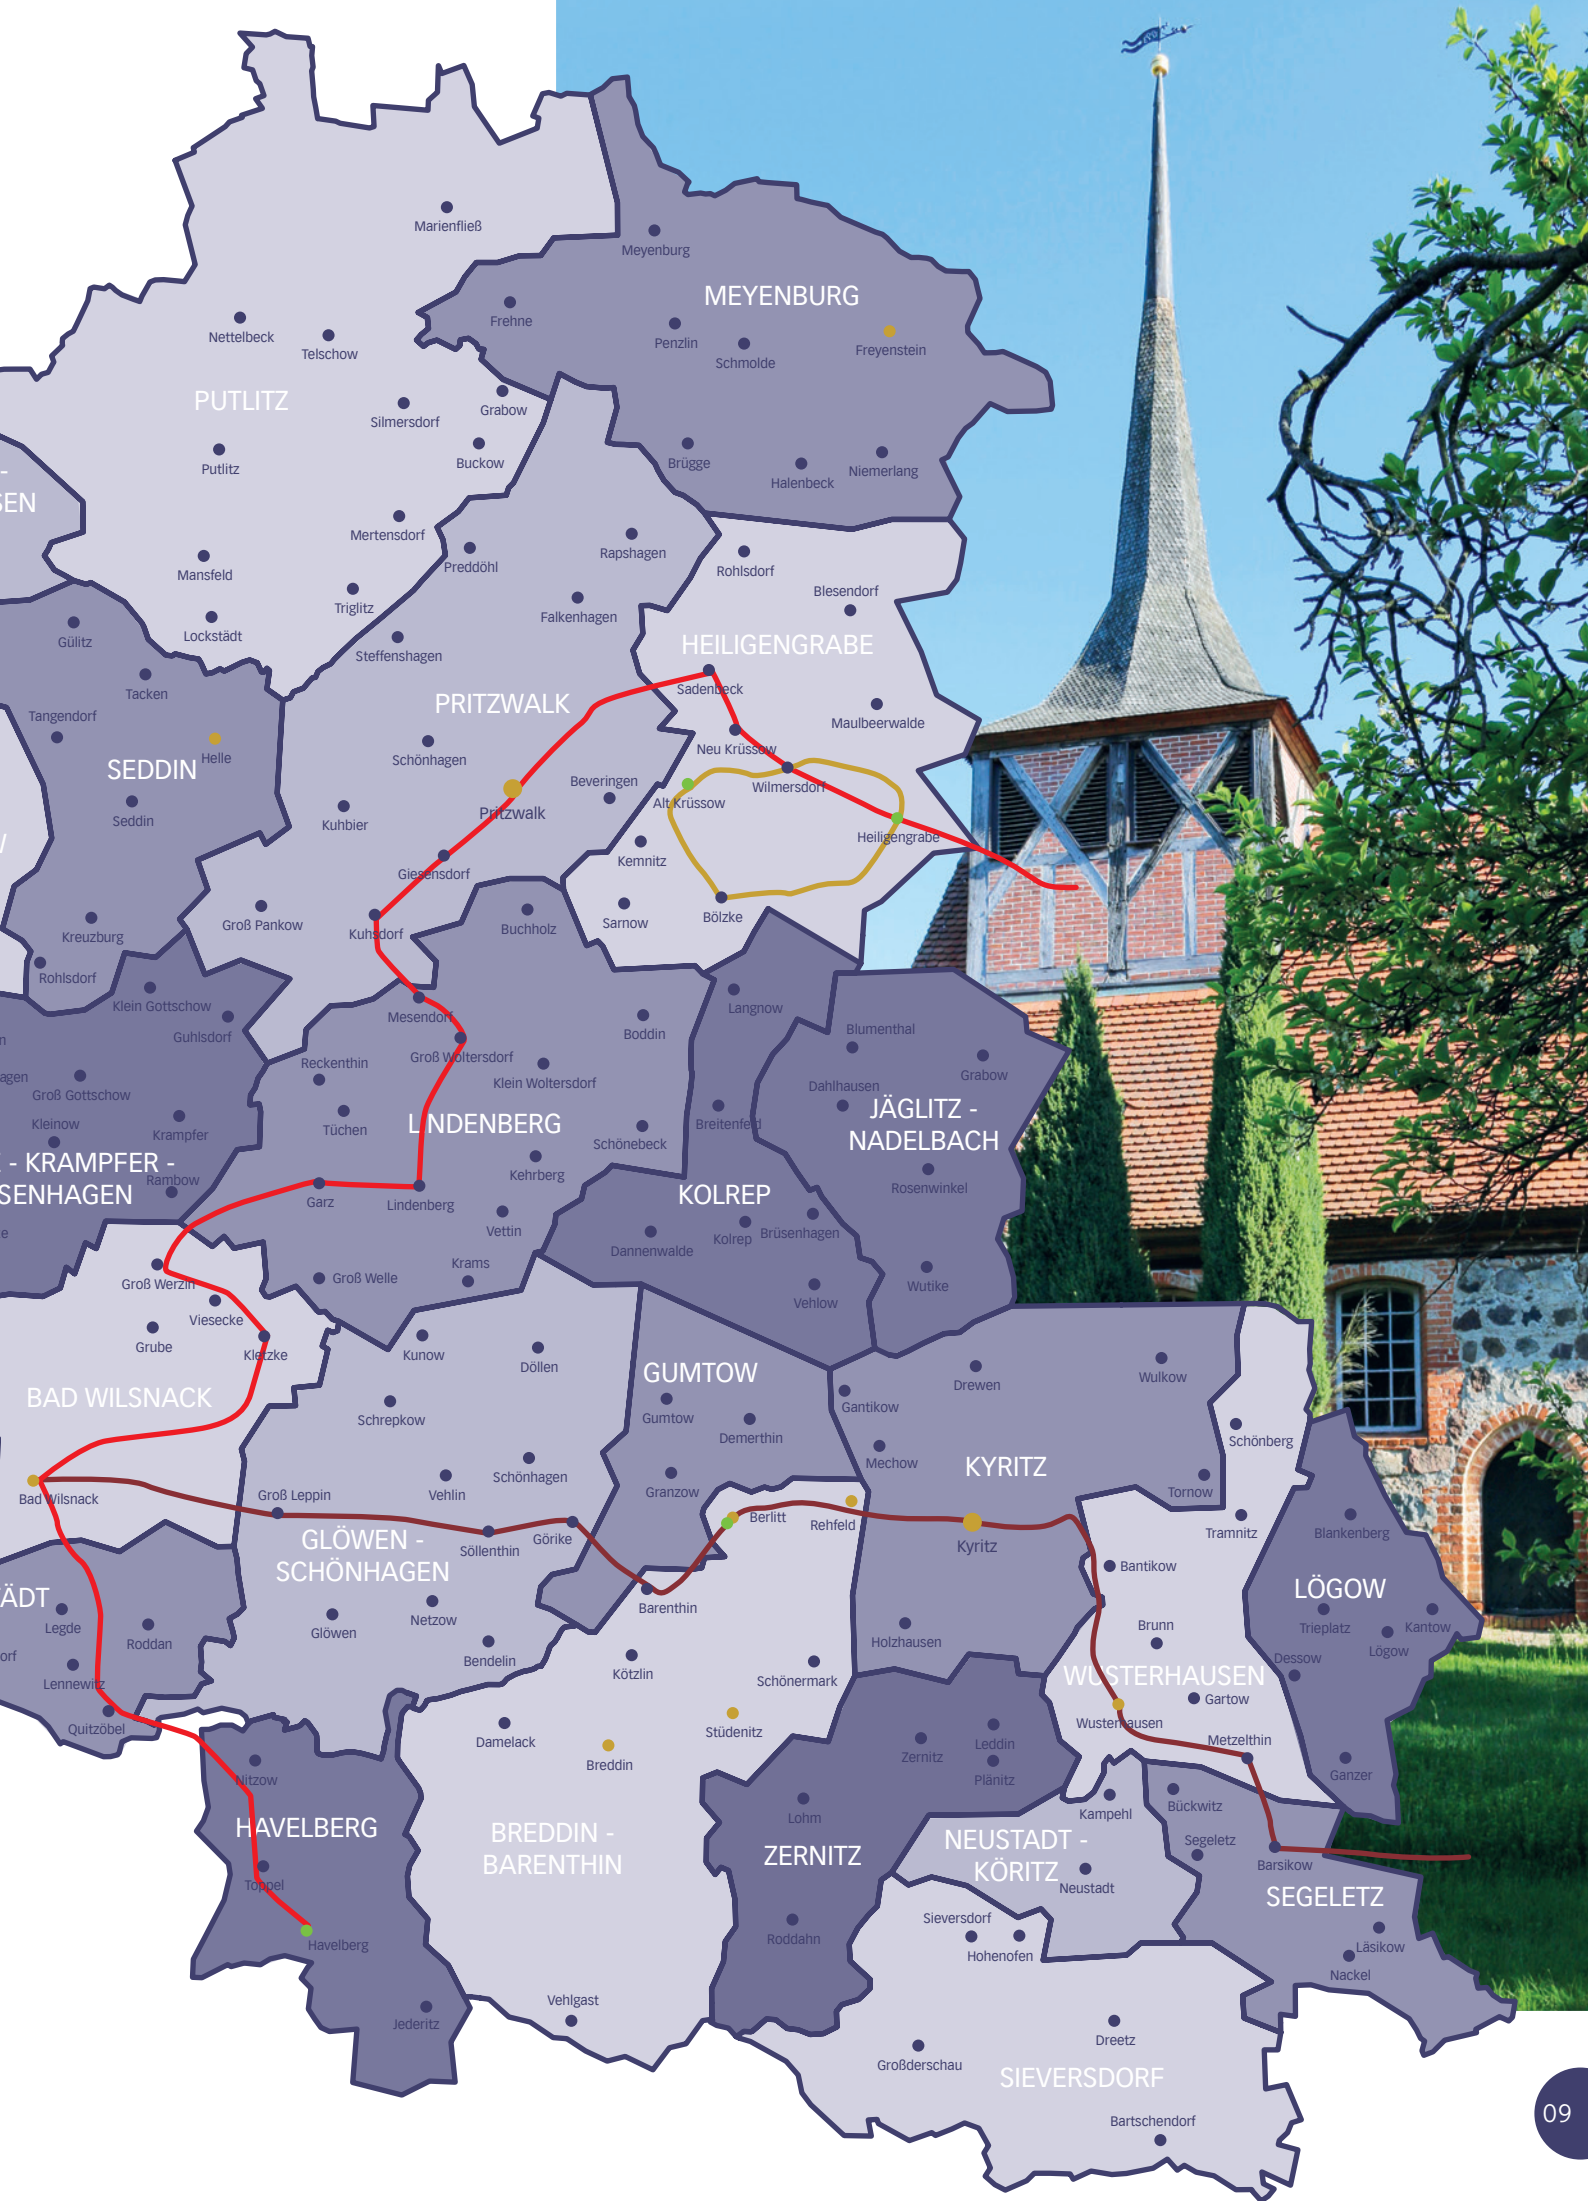 Marienfließ
Meyenburg
MEYENBURG
Frehne
Nettelbeck
Telschow
Penzlin
Schmolde
Freyenstein
PUTLITZ
Silmersdorf
Grabow
Putlitz
Buckow
Brügge
Halenbeck
Niemerlang
-
SEN
Mertensdorf
Preddöhl
Rapshagen
Rohlsdorf
Mansfeld
Blesendorf
Triglitz
Falkenhagen
Lockstädt
Gülitz
Steffenshagen
HEILIGENGRABE
Tacken
Sadenbeck
PRITZWALK
Tangendorf
Maulbeerwalde
Helle
SEDDIN
Schönhagen
Neu Krüssow
Beveringen
Wilmersdorf
Alt Krüssow
Seddin
Kuhbier
Pritzwalk
Heiligengrabe
W
Kemnitz
Giesensdorf
Groß Pankow
Kuhsdorf
Buchholz
Sarnow
Bölzke
Kreuzburg
Rohlsdorf
Klein Gottschow
Langnow
Mesendorf
Guhlsdorf
Boddin
Blumenthal
n
Groß Woltersdorf
Reckenthin
Klein Woltersdorf
Grabow
agen
Groß Gottschow
Dahlhausen
JÄGLITZ -
NADELBACH
Kleinow
Krampfer
Tüchen
LINDENBERG
Schönebeck
Breitenfeld
- KRAMPFER -
SENHAGEN
Rambow
Kehrberg
KOLREP
Rosenwinkel
Garz
Lindenberg
Vettin
e
Dannenwalde
Kolrep
Brüsenhagen
Groß Werzin
Groß Welle
Krams
Wutike
Vehlow
Viesecke
Grube
Kletzke
Kunow
Döllen
GUMTOW
Drewen
Wulkow
BAD WILSNACK
Schrepkow
Gumtow
Gantikow
Demerthin
Schönberg
Mechow
KYRITZ
Schönhagen
Bad Wilsnack
Groß Leppin
Vehlin
Granzow
Tornow
Berlitt
Rehfeld
Tramnitz
Blankenberg
GLÖWEN -
SCHÖNHAGEN
Söllenthin
Görike
Kyritz
Bantikow
ÄDT
LÖGOW
Barenthin
Legde
Glöwen
Netzow
Trieplatz
Kantow
Roddan
Holzhausen
Brunn
Lögow
orf
Bendelin
Dessow
Lennewitz
Kötzlin
Schönermark
WUSTERHAUSEN
Gartow
Quitzöbel
Damelack
Stüdenitz
Wusterhausen
Metzelthin
Zernitz
Leddin
Breddin
Nitzow
Plänitz
Ganzer
Bückwitz
Lohm
Kampehl
HAVELBERG
BREDDIN -
BARENTHIN
ZERNITZ
NEUSTADT -
KÖRITZ
Segeletz
Barsikow
Toppel
Neustadt
SEGELETZ
Havelberg
Sieversdorf
Roddahn
Hohenofen
Läsikow
Nackel
Vehlgast
Jederitz
Dreetz
Großderschau
SIEVERSDORF
Bartschendorf
09